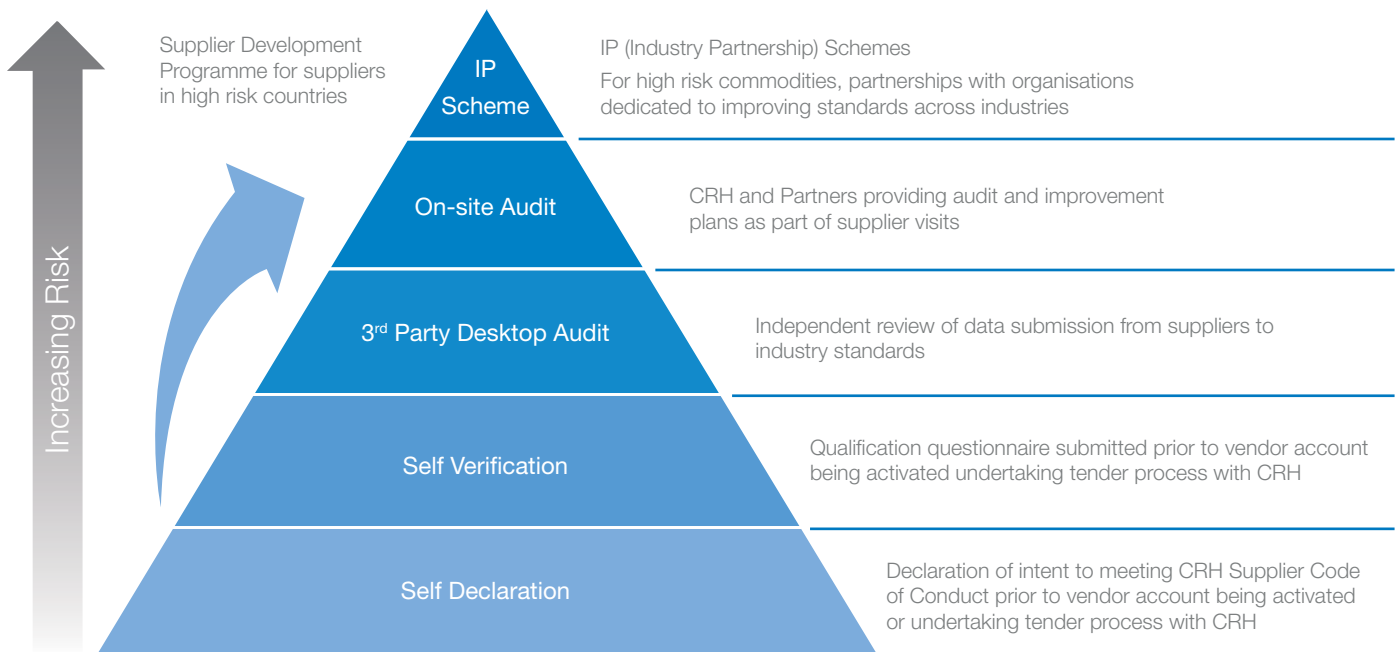 Increasing Risk
Supplier Development
Programme for suppliers
in high risk countries
IP
Scheme
IP (Industry Partnership) Schemes
For high risk commodities, partnerships with organisations
dedicated to improving standards across industries
On-site Audit
CRH and Partners providing audit and improvement
plans as part of supplier visits
3rd Party Desktop Audit
Independent review of data submission from suppliers to
industry standards
Self Verification
Qualification questionnaire submitted prior to vendor account
being activated undertaking tender process with CRH
Self Declaration
Declaration of intent to meeting CRH Supplier Code
of Conduct prior to vendor account being activated
or undertaking tender process with CRH